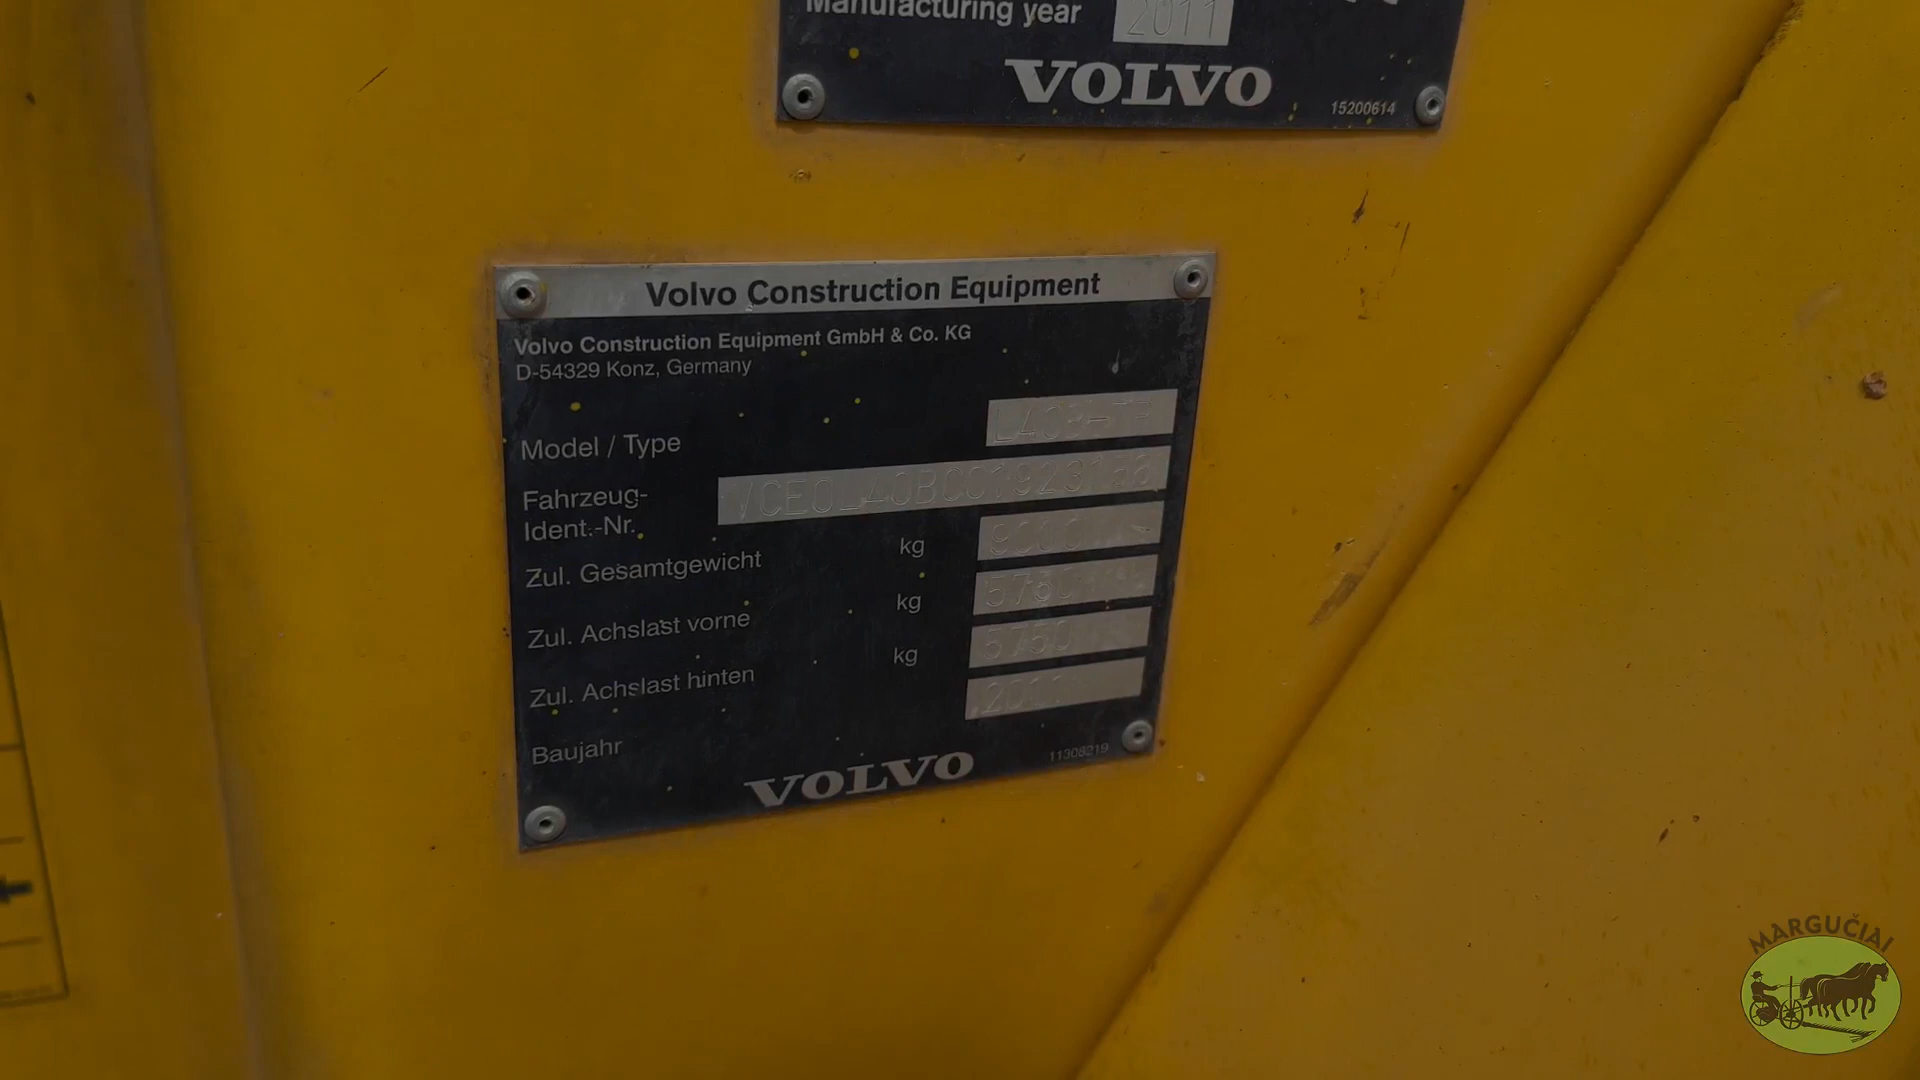 Manufacturing year 2011
VOLVO
15200614
Volvo Construction Equipment
Volvo Construction Equipment GmbH & Co. KG
D-54329 Konz, Germany
Model / Type
Fahrzeug-
Ident.-Nr.
Zul. Gesamtgewicht kg
Zul. Achslast vorne kg
Zul. Achslast hinten kg 5750
Baujahr
VOLVO
11308219
MARGUČIAI